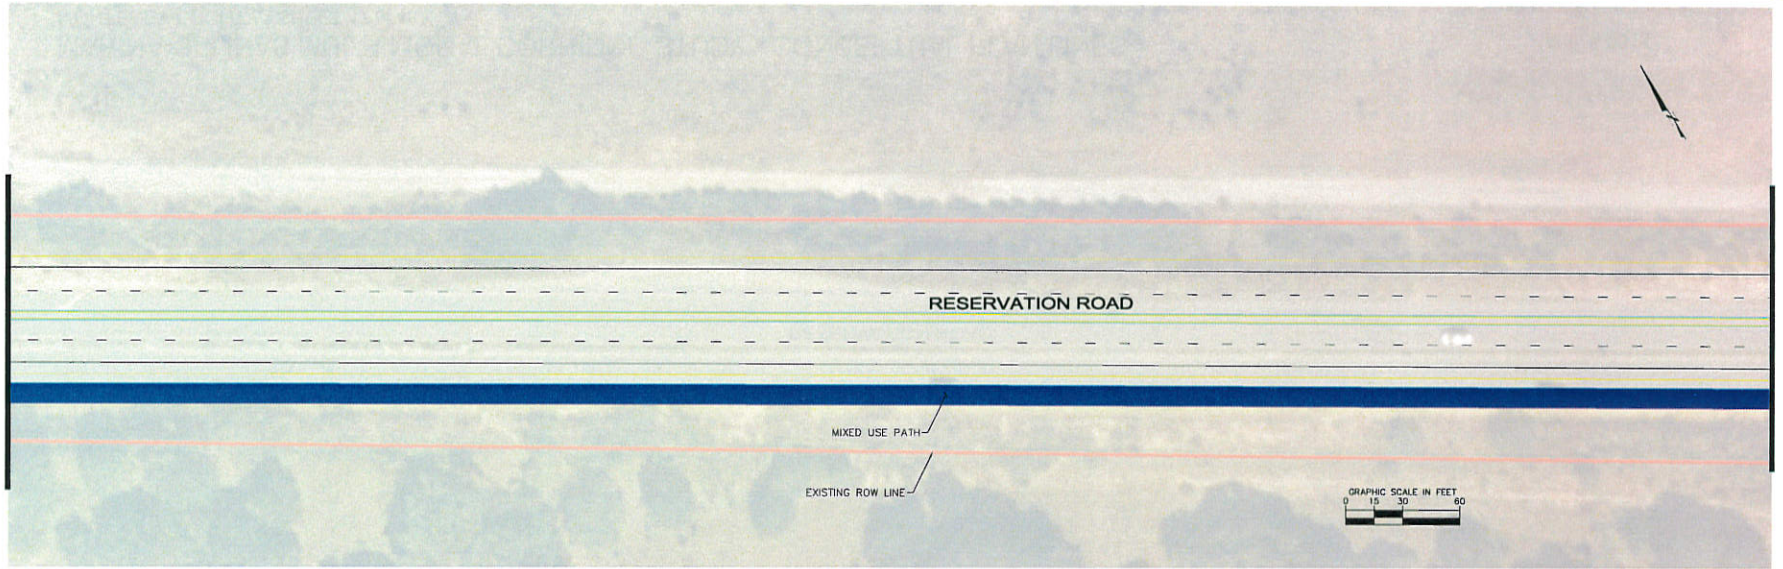 RESERVATION ROAD
MIXED USE PATH
EXISTING ROW LINE
GRAPHIC SCALE IN FEET
0 15 30 60